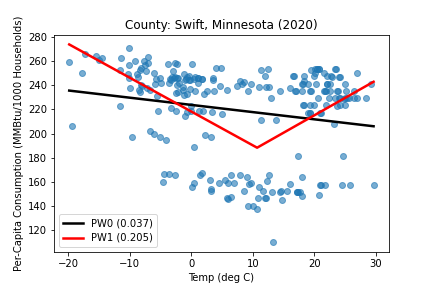 County: Swift, Minnesota (2020)
Per-Capita Consumption (MMBtu/1000 Households)
280
260
240
220
200
180
160
140
120
PW0 (0.037)
PW1 (0.205)
−20 −10 0 10 20 30
Temp (deg C)